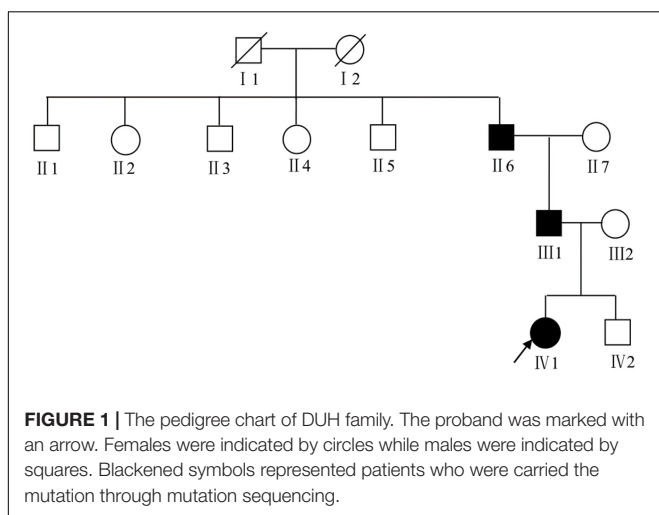 I 1 I 2
II 1 II 2 II 3 II 4 II 5 II 6 II 7
III1 III2
IV1 IV2
FIGURE 1 | The pedigree chart of DUH family. The proband was marked with
an arrow. Females were indicated by circles while males were indicated by
squares. Blackened symbols represented patients who were carried the
mutation through mutation sequencing.